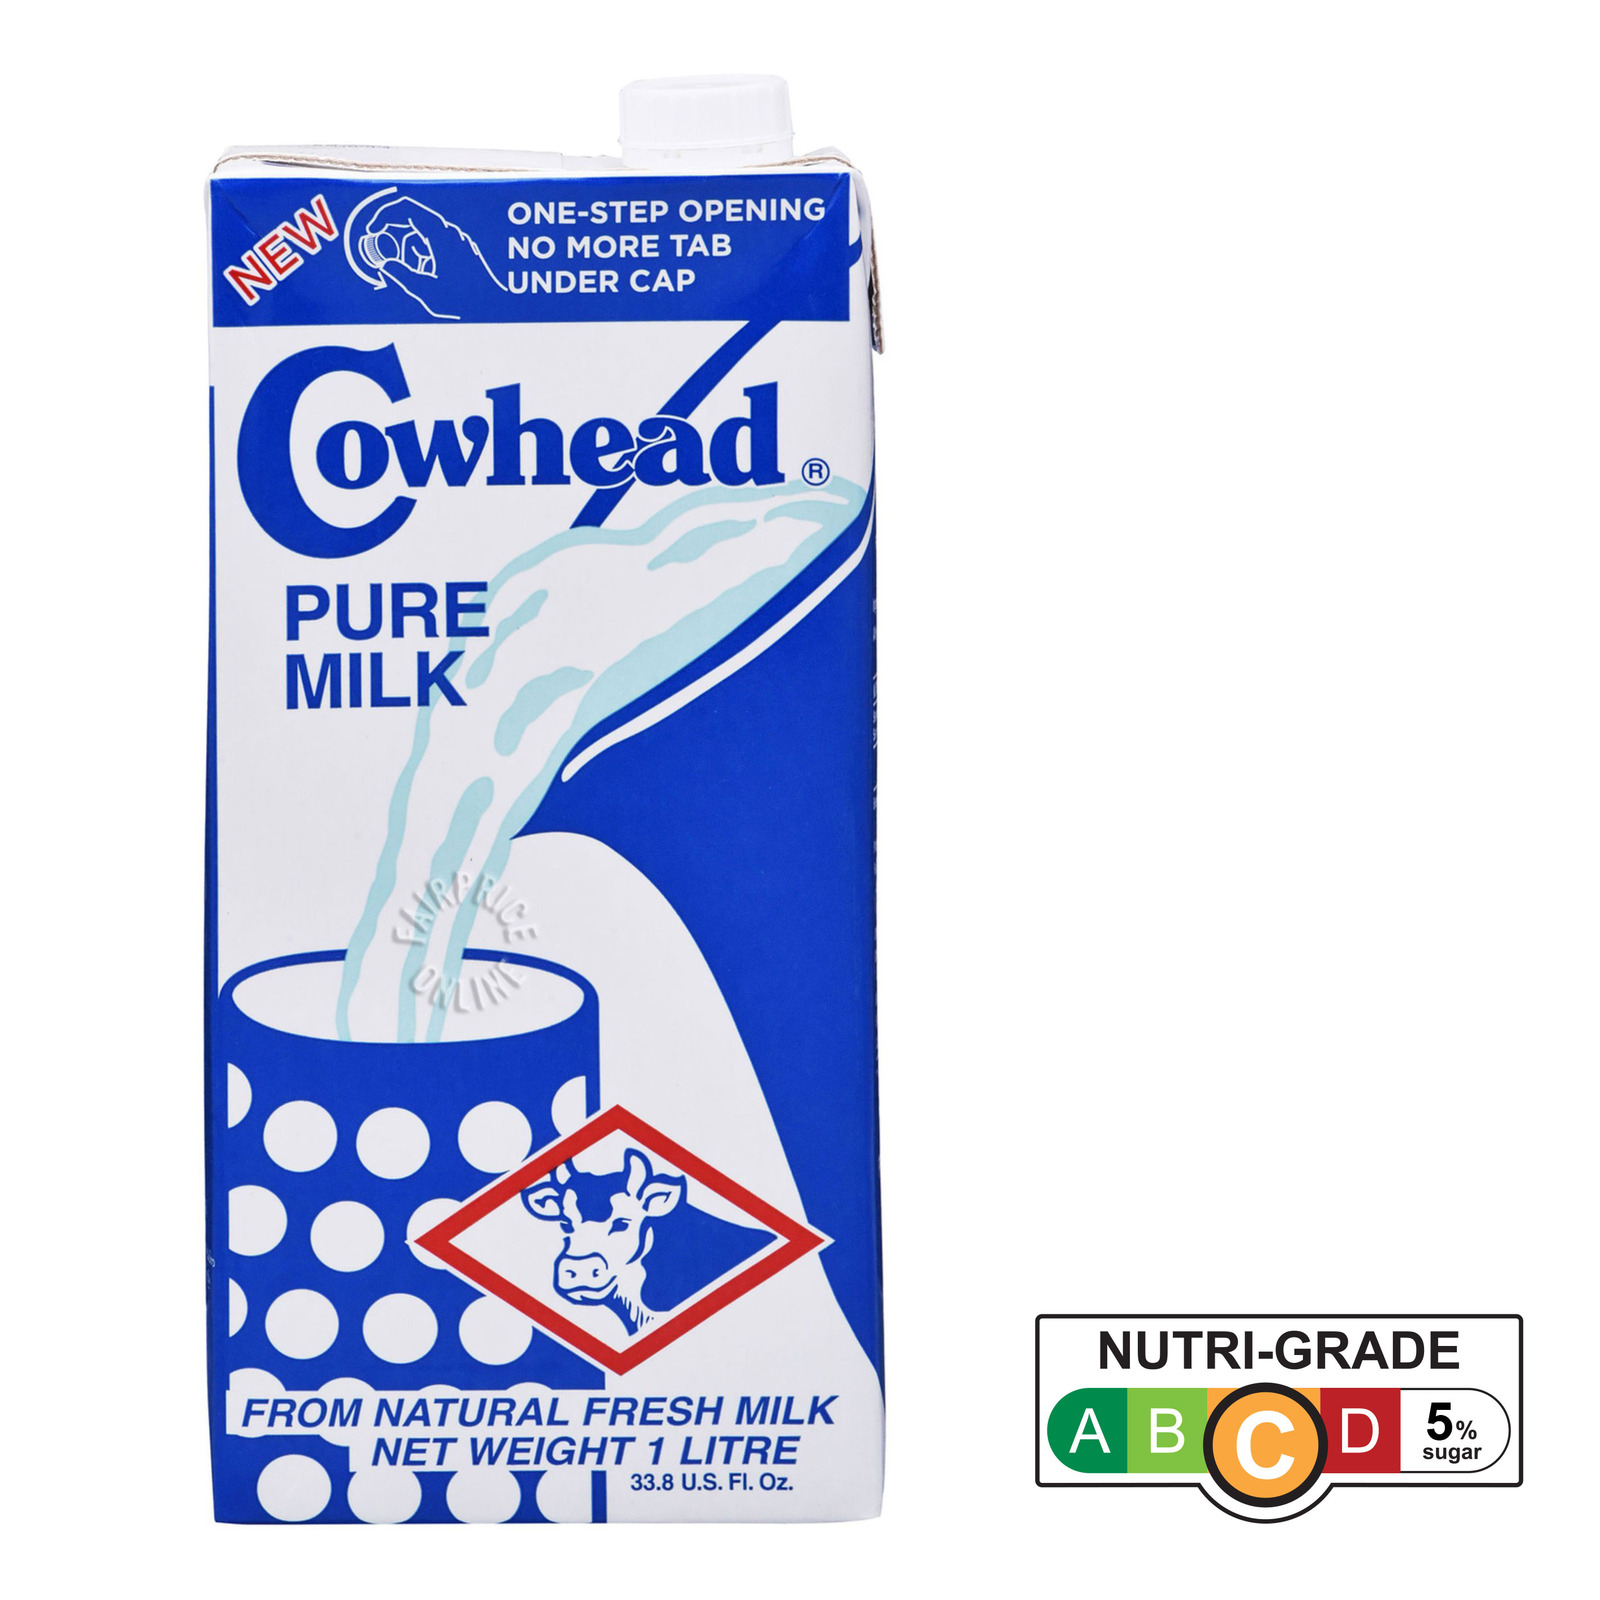 NEW
ONE-STEP OPENING
NO MORE TAB
UNDER CAP
Cowhead ®
PURE
MILK
FAIRPRICE
ONLINE
FROM NATURAL FRESH MILK
NET WEIGHT 1 LITRE
33.8 U.S. Fl. Oz.
NUTRI-GRADE
A B C D 5% sugar